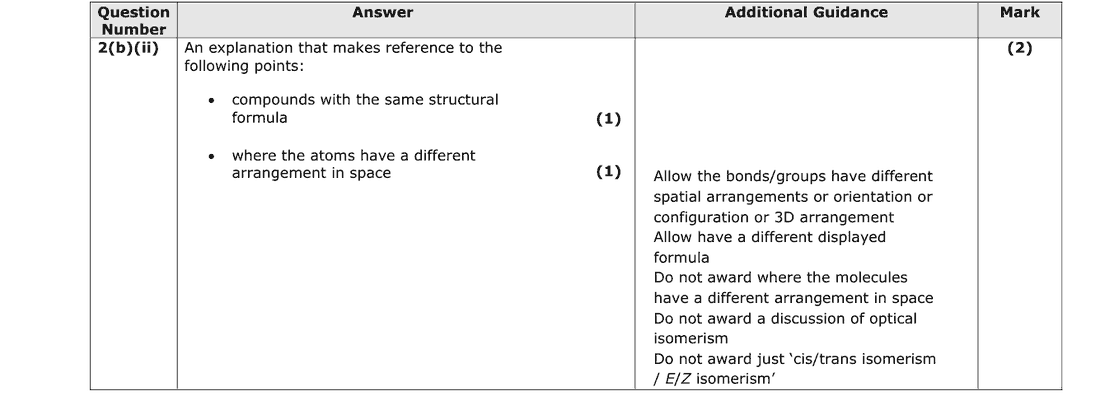 Question Number
Answer
Additional Guidance
Mark
2(b)(ii)
An explanation that makes reference to the
following points:
(2)
• compounds with the same structural
formula (1)
• where the atoms have a different
arrangement in space (1)
Allow the bonds/groups have different
spatial arrangements or orientation or
configuration or 3D arrangement
Allow have a different displayed
formula
Do not award where the molecules
have a different arrangement in space
Do not award a discussion of optical
isomerism
Do not award just ‘cis/trans isomerism
/ E/Z isomerism’